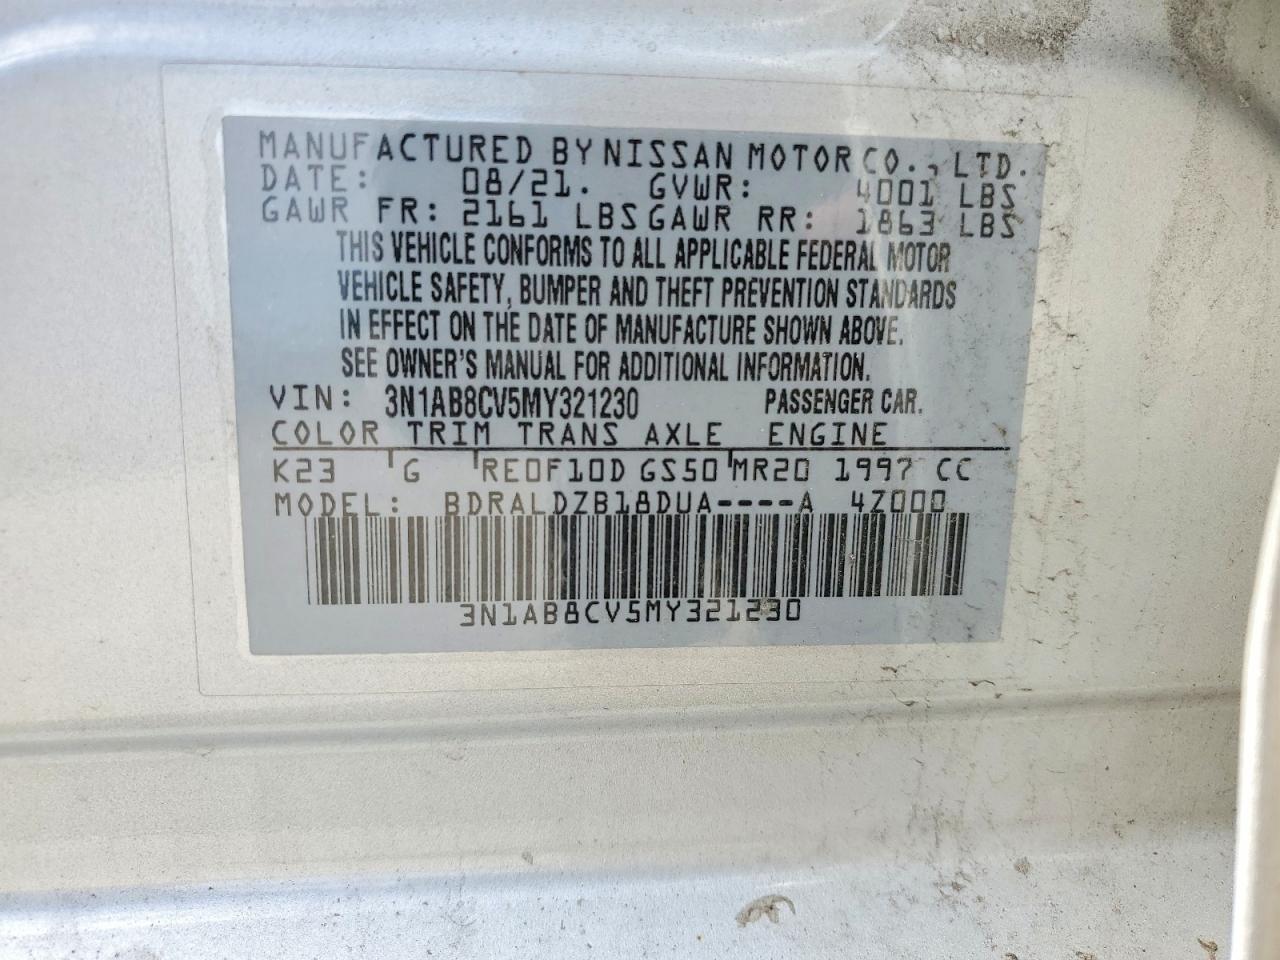 MANUFACTURED BY NISSAN MOTOR CO., LTD.
DATE: 08/21. GVWR: 4001 LBS
GAWR FR: 2161 LBS GAWR RR: 1863 LBS
THIS VEHICLE CONFORMS TO ALL APPLICABLE FEDERAL MOTOR
VEHICLE SAFETY, BUMPER AND THEFT PREVENTION STANDARDS
IN EFFECT ON THE DATE OF MANUFACTURE SHOWN ABOVE.
SEE OWNER'S MANUAL FOR ADDITIONAL INFORMATION.
VIN: 3N1AB8CV5MY321230 PASSENGER CAR.
COLOR TRIM TRANS AXLE ENGINE
K23 G RE0F10D GS50 MR20 1997 CC
MODEL: BDRALDZB18DUA----A 4Z000
3N1AB8CV5MY321230